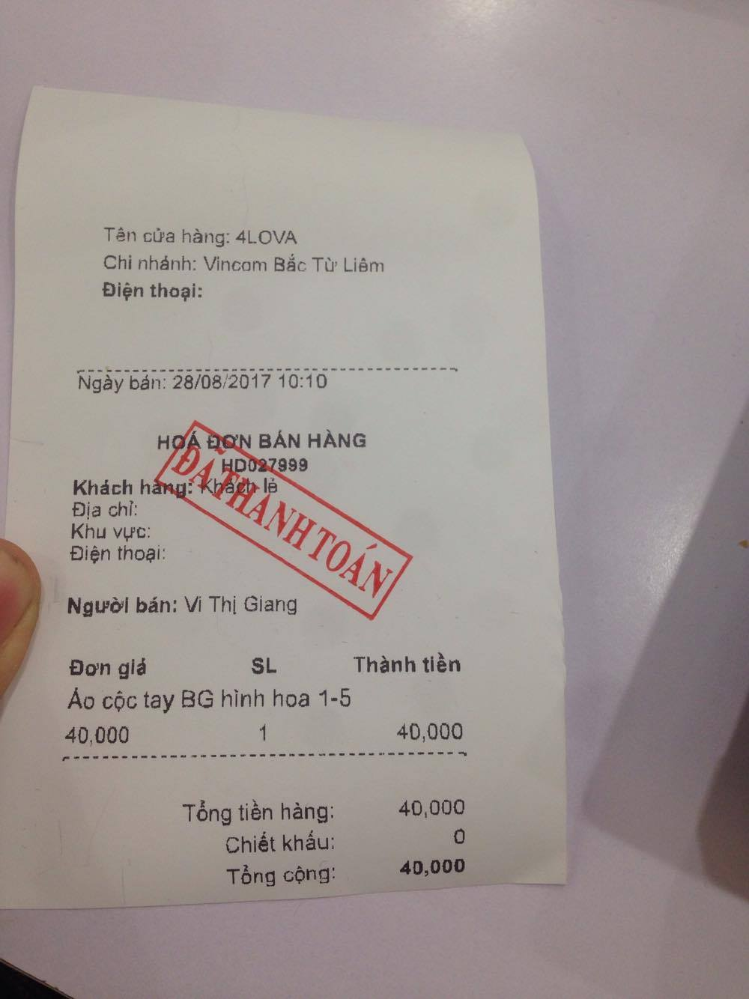 Tên cửa hàng: 4LOVA
Chi nhánh: Vincom Bắc Từ Liêm
Điện thoại:
Ngày bán: 28/08/2017 10:10
HOÁ ĐƠN BÁN HÀNG
HD027999
ĐÃ THANH TOÁN
Khách hàng: Khách lẻ
Địa chỉ:
Khu vực:
Điện thoại:
Người bán: Vi Thị Giang
Đơn giá SL Thành tiền
Áo cộc tay BG hình hoa 1-5
40,000 1 40,000
Tổng tiền hàng: 40,000
Chiết khấu: 0
Tổng cộng: 40,000